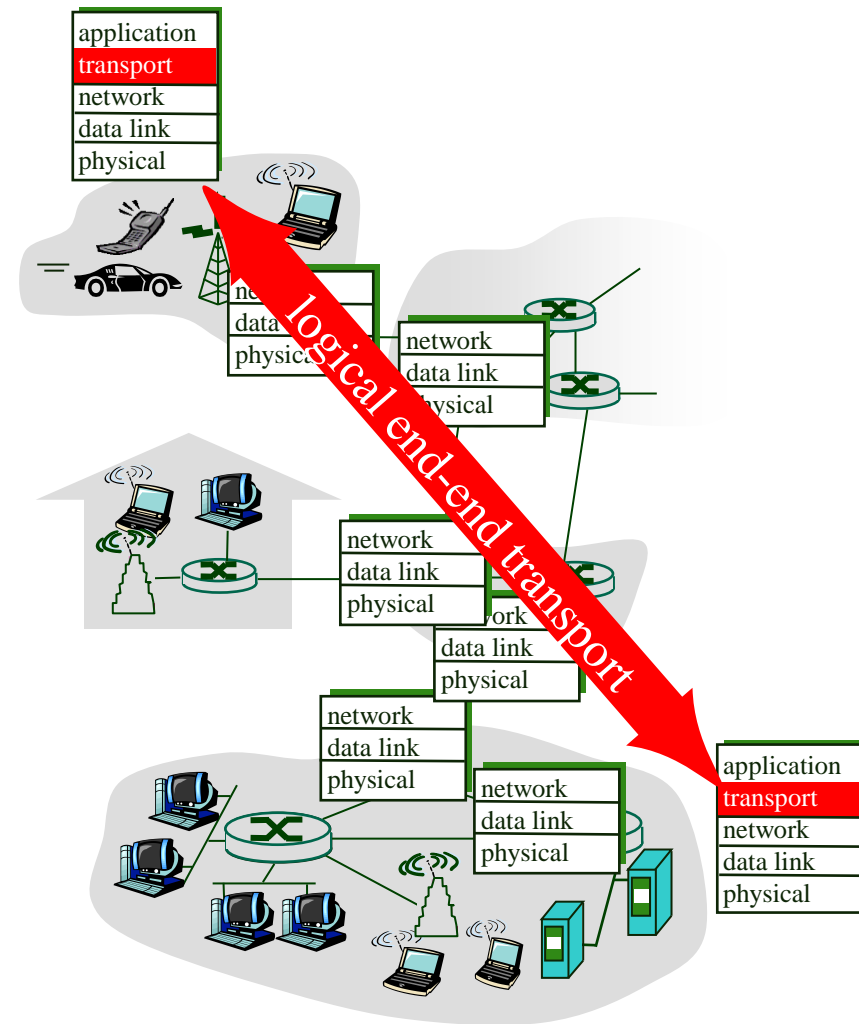 application
transport
network
data link
physical
data
physical
network
data link
physical
logical end-end transport
network
data link
physical
data link
physical
network
data link
physical
network
data link
physical
application
transport
network
data link
physical